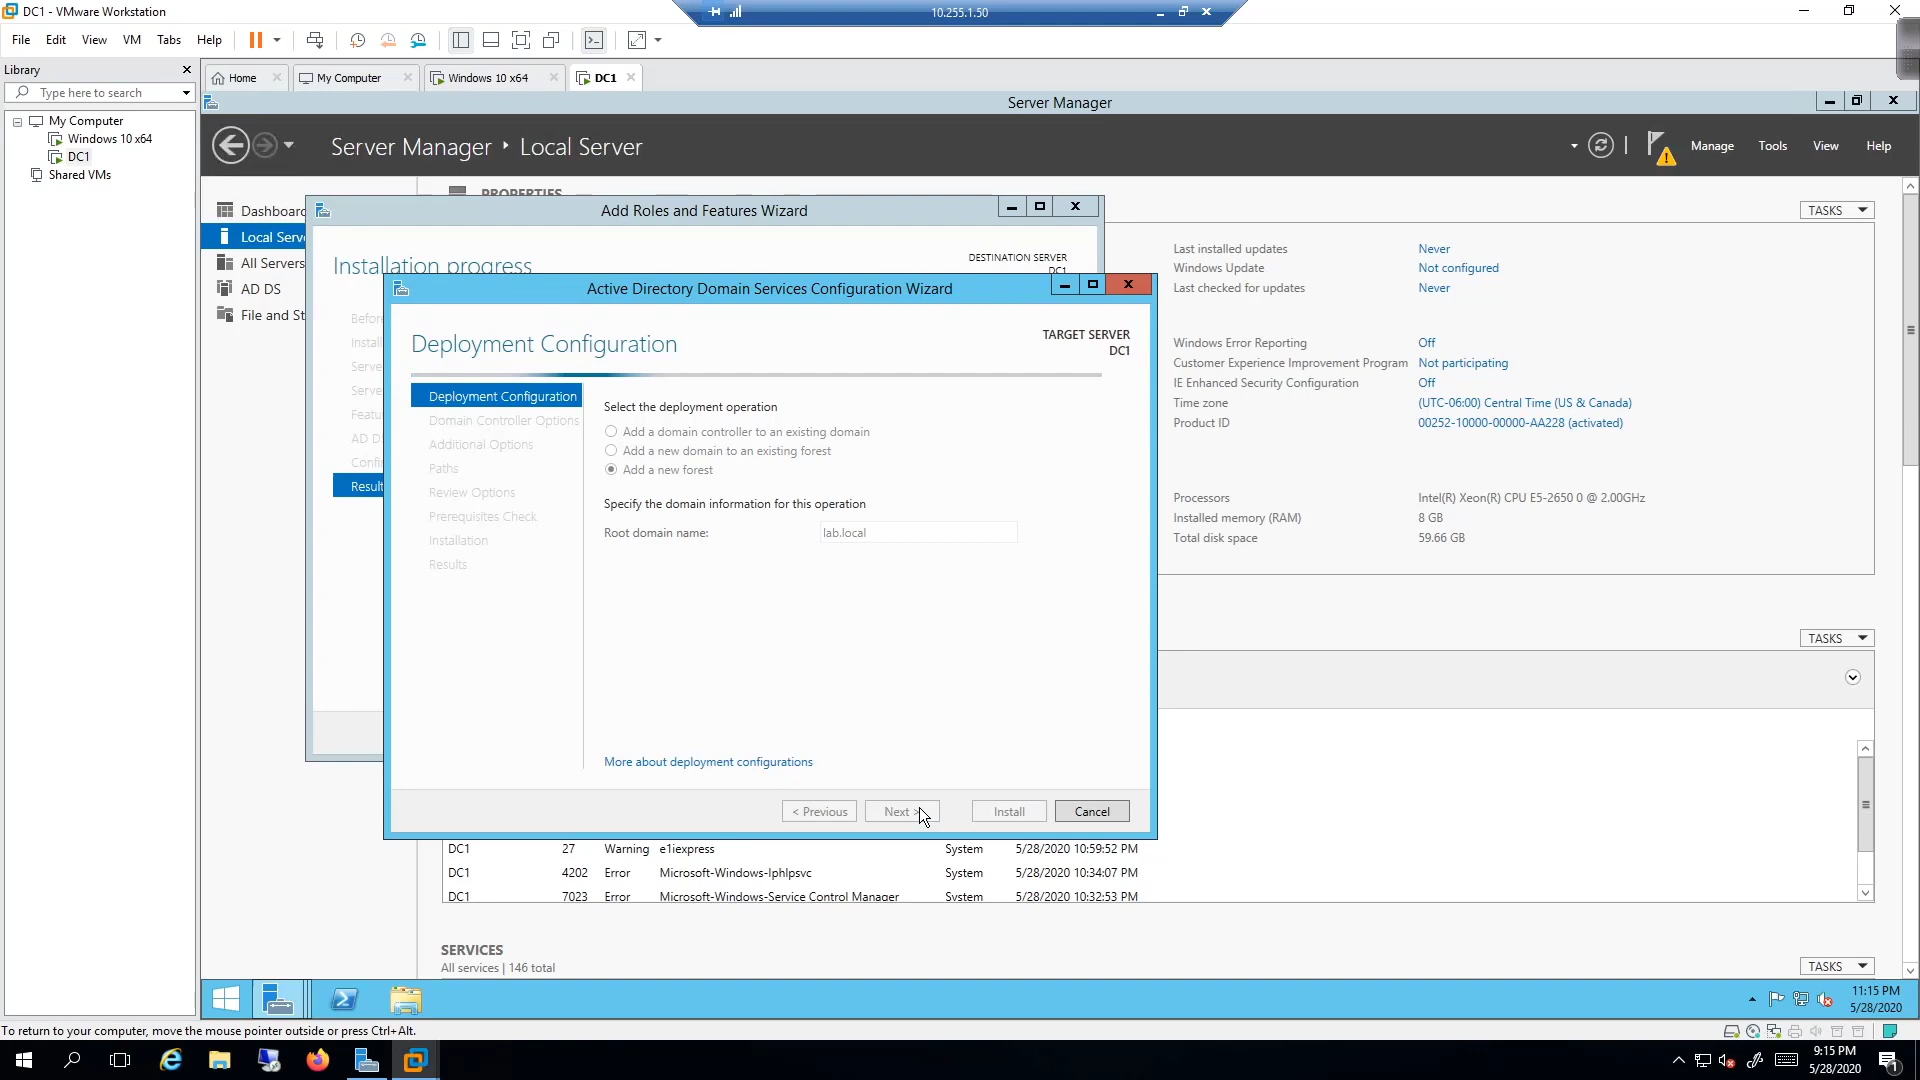 DC1 - VMware Workstation
10.255.1.50
File Edit View VM Tabs Help
Library
Type here to search
My Computer
Windows 10 x64
DC1
Shared VMs
Home My Computer Windows 10 x64 DC1
Server Manager
Server Manager Local Server
Manage Tools View Help
Dashboard
Local Serv
All Servers
AD DS
File and St
PROPERTIES
TASKS
Add Roles and Features Wizard
Installation progress
DESTINATION SERVER
DC1
Before
Install
Serve
Serve
Featu
AD D
Confi
Result
Active Directory Domain Services Configuration Wizard
Deployment Configuration
TARGET SERVER
DC1
Deployment Configuration
Domain Controller Options
Additional Options
Paths
Review Options
Prerequisites Check
Installation
Results
Select the deployment operation
Add a domain controller to an existing domain
Add a new domain to an existing forest
Add a new forest
Specify the domain information for this operation
Root domain name: lab.local
More about deployment configurations
< Previous Next > Install Cancel
Last installed updates Never
Windows Update Not configured
Last checked for updates Never
Windows Error Reporting Off
Customer Experience Improvement Program Not participating
IE Enhanced Security Configuration Off
Time zone (UTC-06:00) Central Time (US & Canada)
Product ID 00252-10000-00000-AA228 (activated)
Processors Intel(R) Xeon(R) CPU E5-2650 0 @ 2.00GHz
Installed memory (RAM) 8 GB
Total disk space 59.66 GB
TASKS
DC1 27 Warning e1iexpress System 5/28/2020 10:59:52 PM
DC1 4202 Error Microsoft-Windows-Iphlpsvc System 5/28/2020 10:34:07 PM
DC1 7023 Error Microsoft-Windows-Service Control Manager System 5/28/2020 10:32:53 PM
SERVICES
All services | 146 total
TASKS
11:15 PM
5/28/2020
To return to your computer, move the mouse pointer outside or press Ctrl+Alt.
9:15 PM
5/28/2020
1